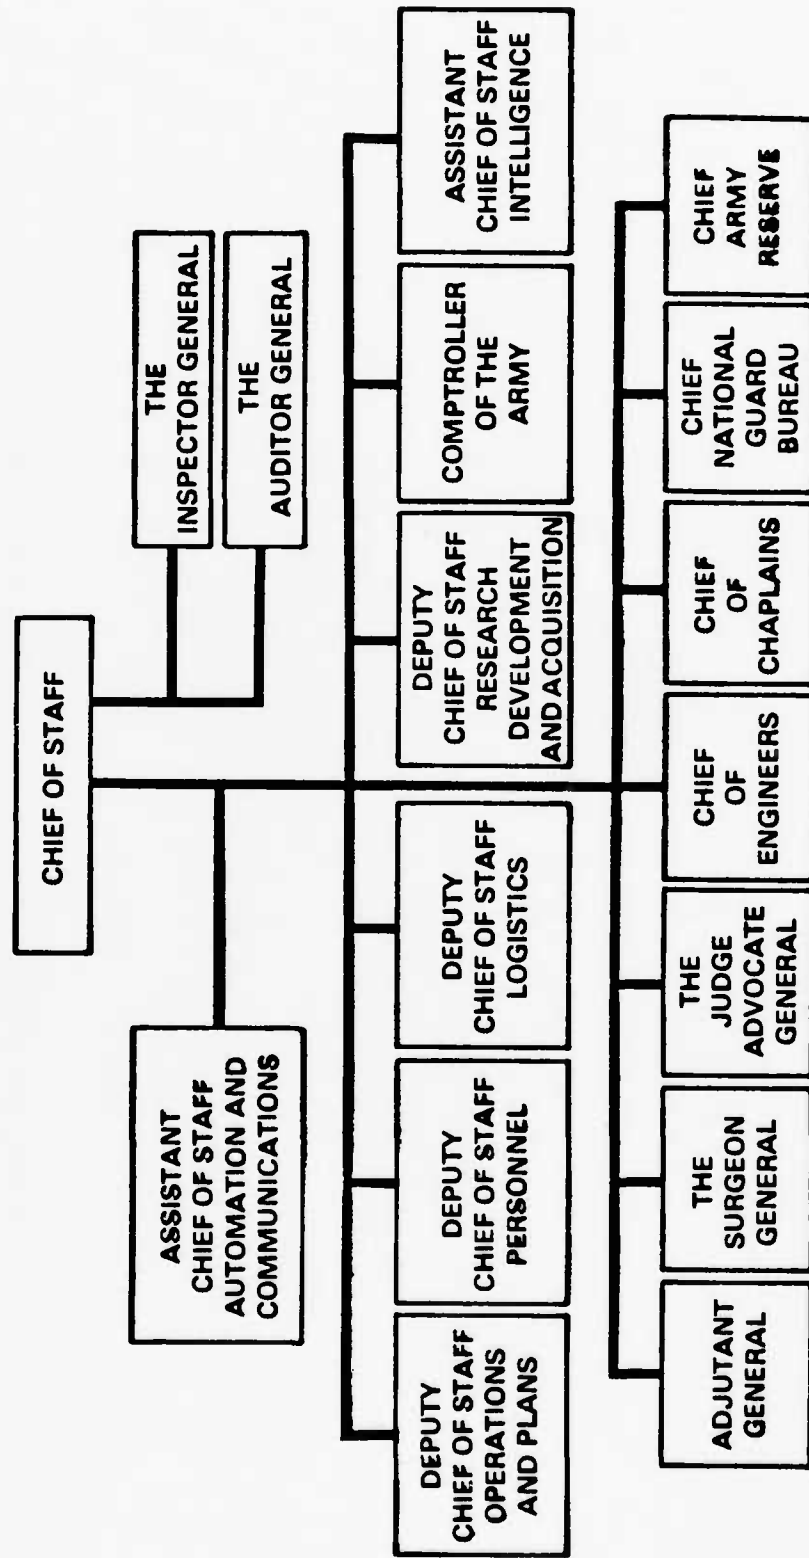 CHIEF OF STAFF
THE
INSPECTOR GENERAL
THE
AUDITOR GENERAL
ASSISTANT
CHIEF OF STAFF
AUTOMATION AND
COMMUNICATIONS
DEPUTY
CHIEF OF STAFF
OPERATIONS
AND PLANS
DEPUTY
CHIEF OF STAFF
PERSONNEL
DEPUTY
CHIEF OF STAFF
LOGISTICS
DEPUTY
CHIEF OF STAFF
RESEARCH
DEVELOPMENT
AND ACQUISITION
COMPTROLLER
OF THE
ARMY
ASSISTANT
CHIEF OF STAFF
INTELLIGENCE
ADJUTANT
GENERAL
THE
SURGEON
GENERAL
THE
JUDGE
ADVOCATE
GENERAL
CHIEF
OF
ENGINEERS
CHIEF
OF
CHAPLAINS
CHIEF
NATIONAL
GUARD
BUREAU
CHIEF
ARMY
RESERVE